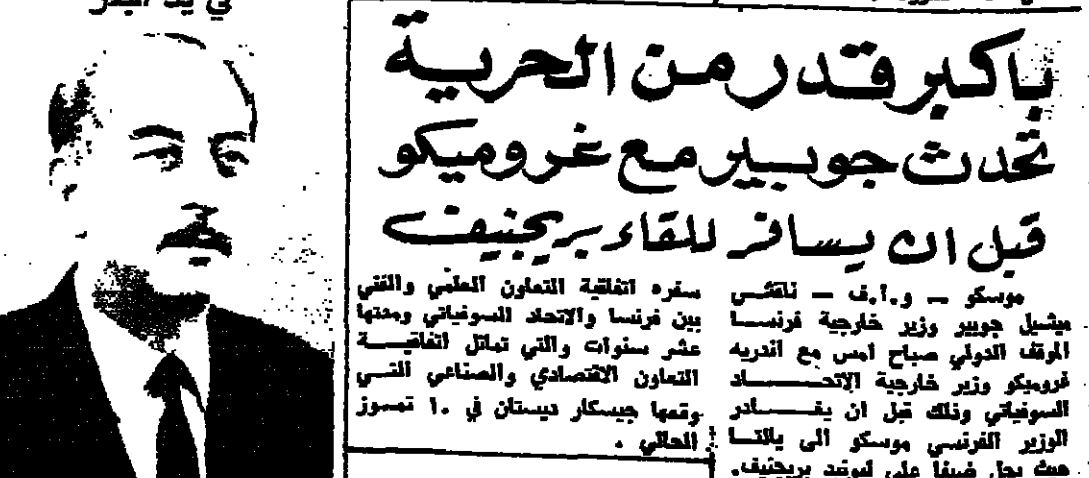 في يد
باكبر قدر من الحرية
تحدث جوبير مع غروميكو
قبل ان يسافر للقاء بريجنيف
موسكو — و.أ.ف — ناقش
ميشيل جوبير وزير خارجية فرنسا
الموقف الدولي صباح امس مع اندريه
غروميكو وزير خارجية الاتحاد
السوفياتي وذلك قبل ان يغادر
الوزير الفرنسي موسكو الى يالتا
حيث يحل ضيفا على ليونيد بريجنيف.
سفره اتفاقية التعاون العلمي والفني
بين فرنسا والاتحاد السوفياتي ومدتها
عشر سنوات والتي تماثل اتفاقية
التعاون الاقتصادي والصناعي التي
وقعها جيسكار ديستان في ١٠ تموز
الحالي .